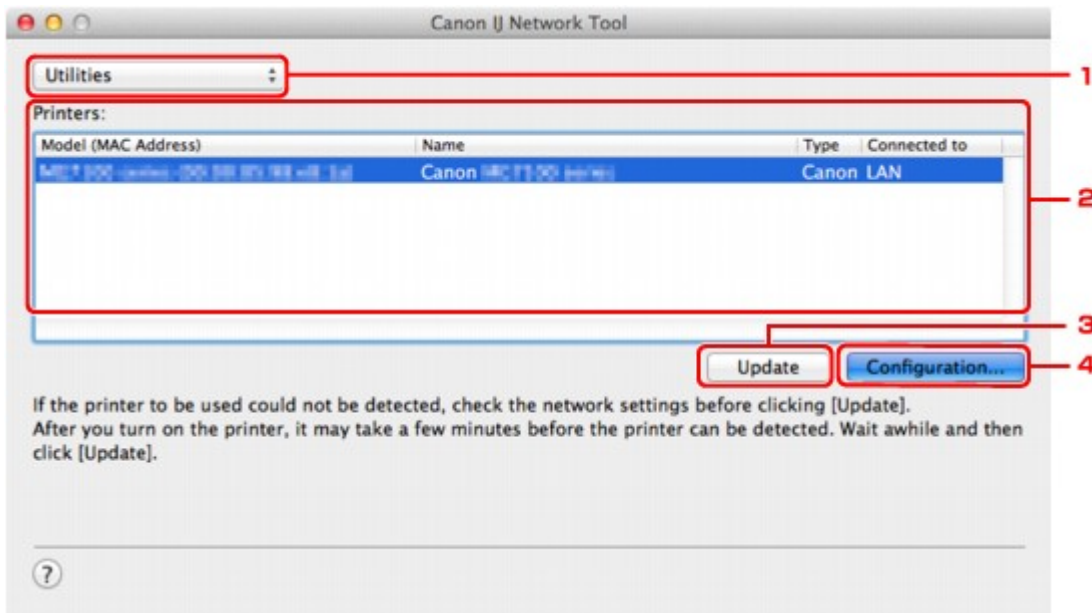 Canon IJ Network Tool
Utilities
1
Printers:
Model (MAC Address) Name Type Connected to
Canon Canon LAN
2
3
Update Configuration...
4
If the printer to be used could not be detected, check the network settings before clicking [Update].
After you turn on the printer, it may take a few minutes before the printer can be detected. Wait awhile and then
click [Update].
?